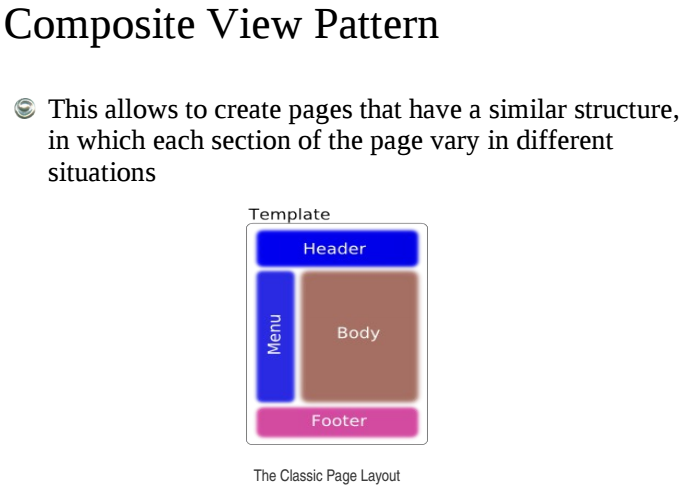 Composite View Pattern
This allows to create pages that have a similar structure,
in which each section of the page vary in different
situations
Template
Header
Menu
Body
Footer
The Classic Page Layout